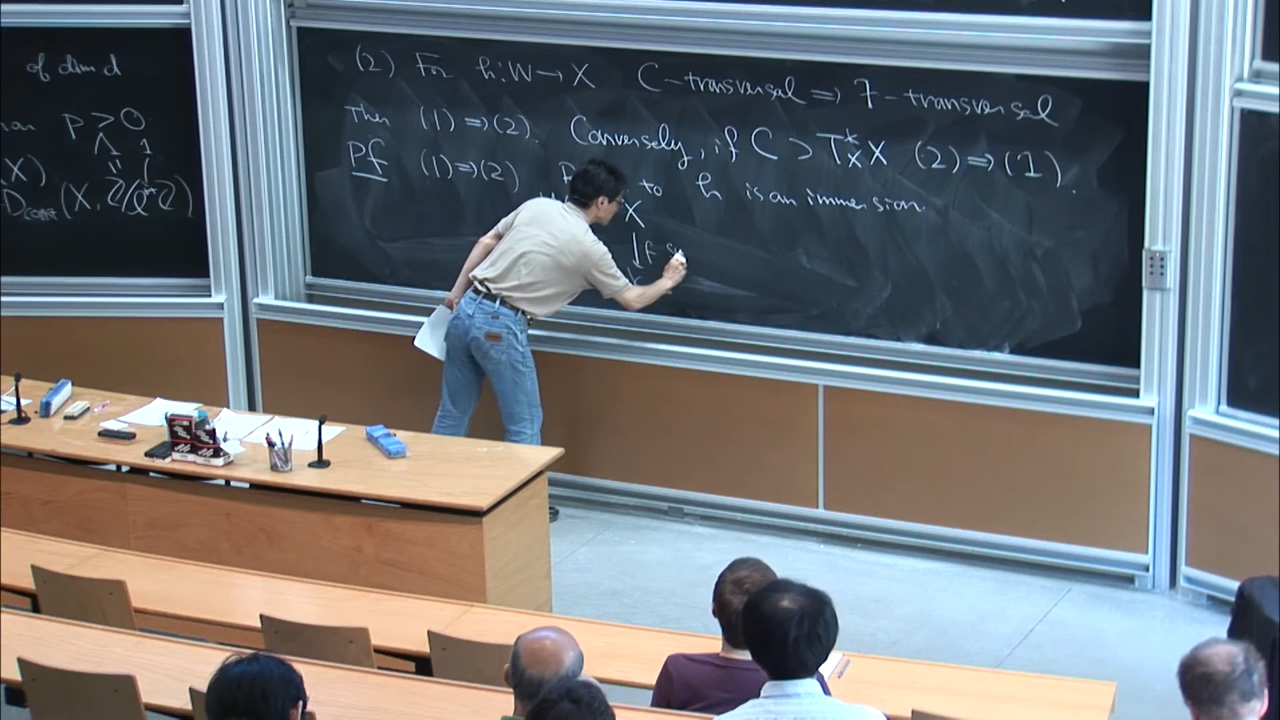 of dim d
p > 0
X)
D_const (X, Z/ℓ^n Z)
(2) For h: W → X C-transversal ⇒ F-transversal
Then (1) ⇒ (2). Conversely, if C ⊃ T*_X X (2) ⇒ (1).
Pf (1) ⇒ (2) to h is an immersion.
X
↓ f